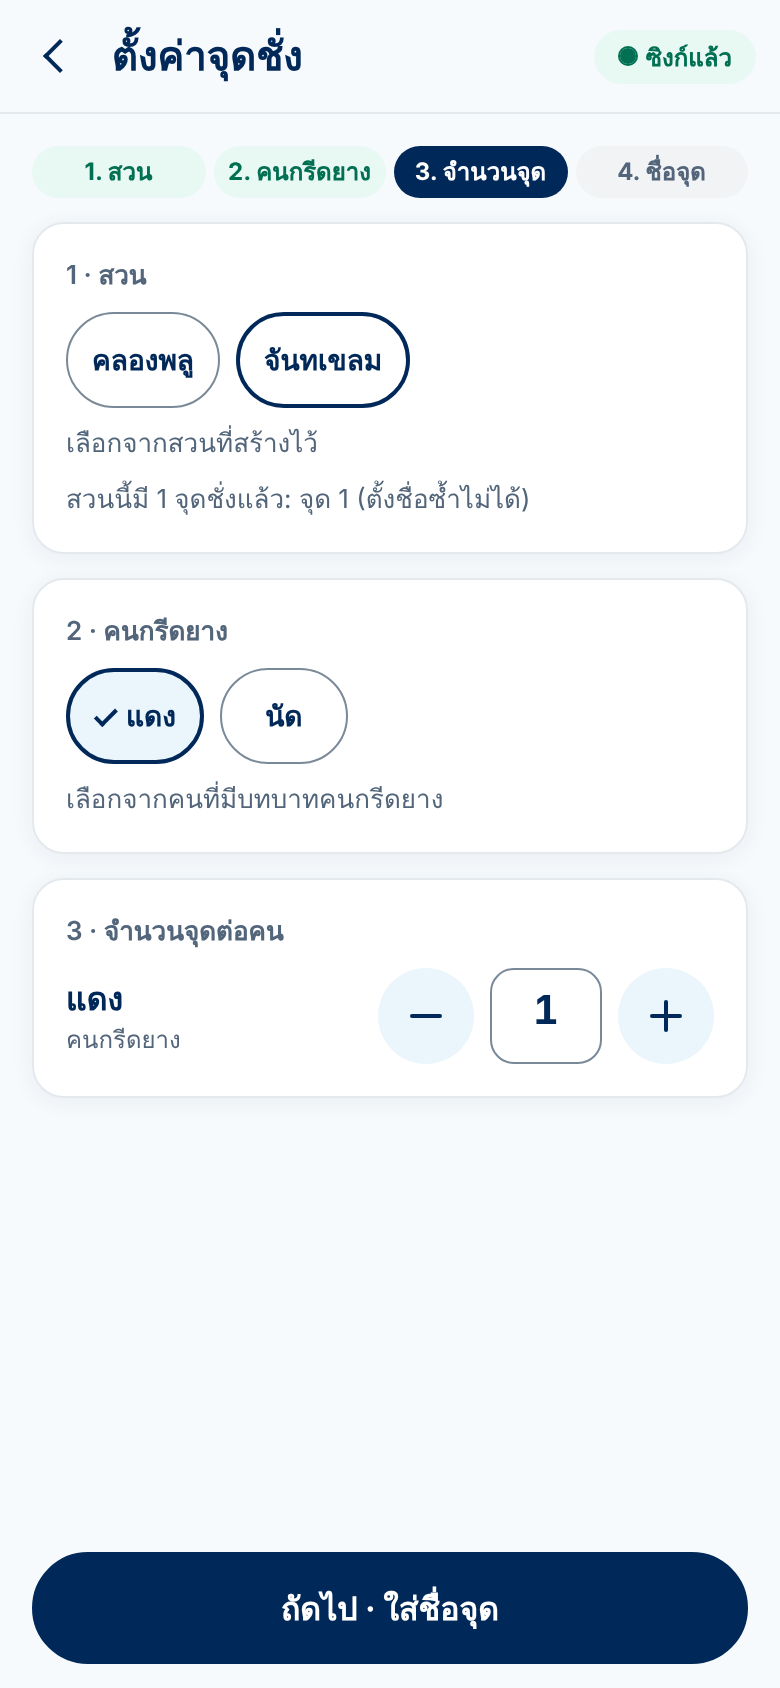 ตั้งค่าจุดชั่ง
ซิงก์แล้ว
1. สวน
2. คนกรีดยาง
3. จำนวนจุด
4. ชื่อจุด
1 · สวน
คลองพลู
จันทเขลม
เลือกจากสวนที่สร้างไว้
สวนนี้มี 1 จุดชั่งแล้ว: จุด 1 (ตั้งชื่อซ้ำไม่ได้)
2 · คนกรีดยาง
แดง
นัด
เลือกจากคนที่มีบทบาทคนกรีดยาง
3 · จำนวนจุดต่อคน
แดง
คนกรีดยาง
1
ถัดไป · ใส่ชื่อจุด